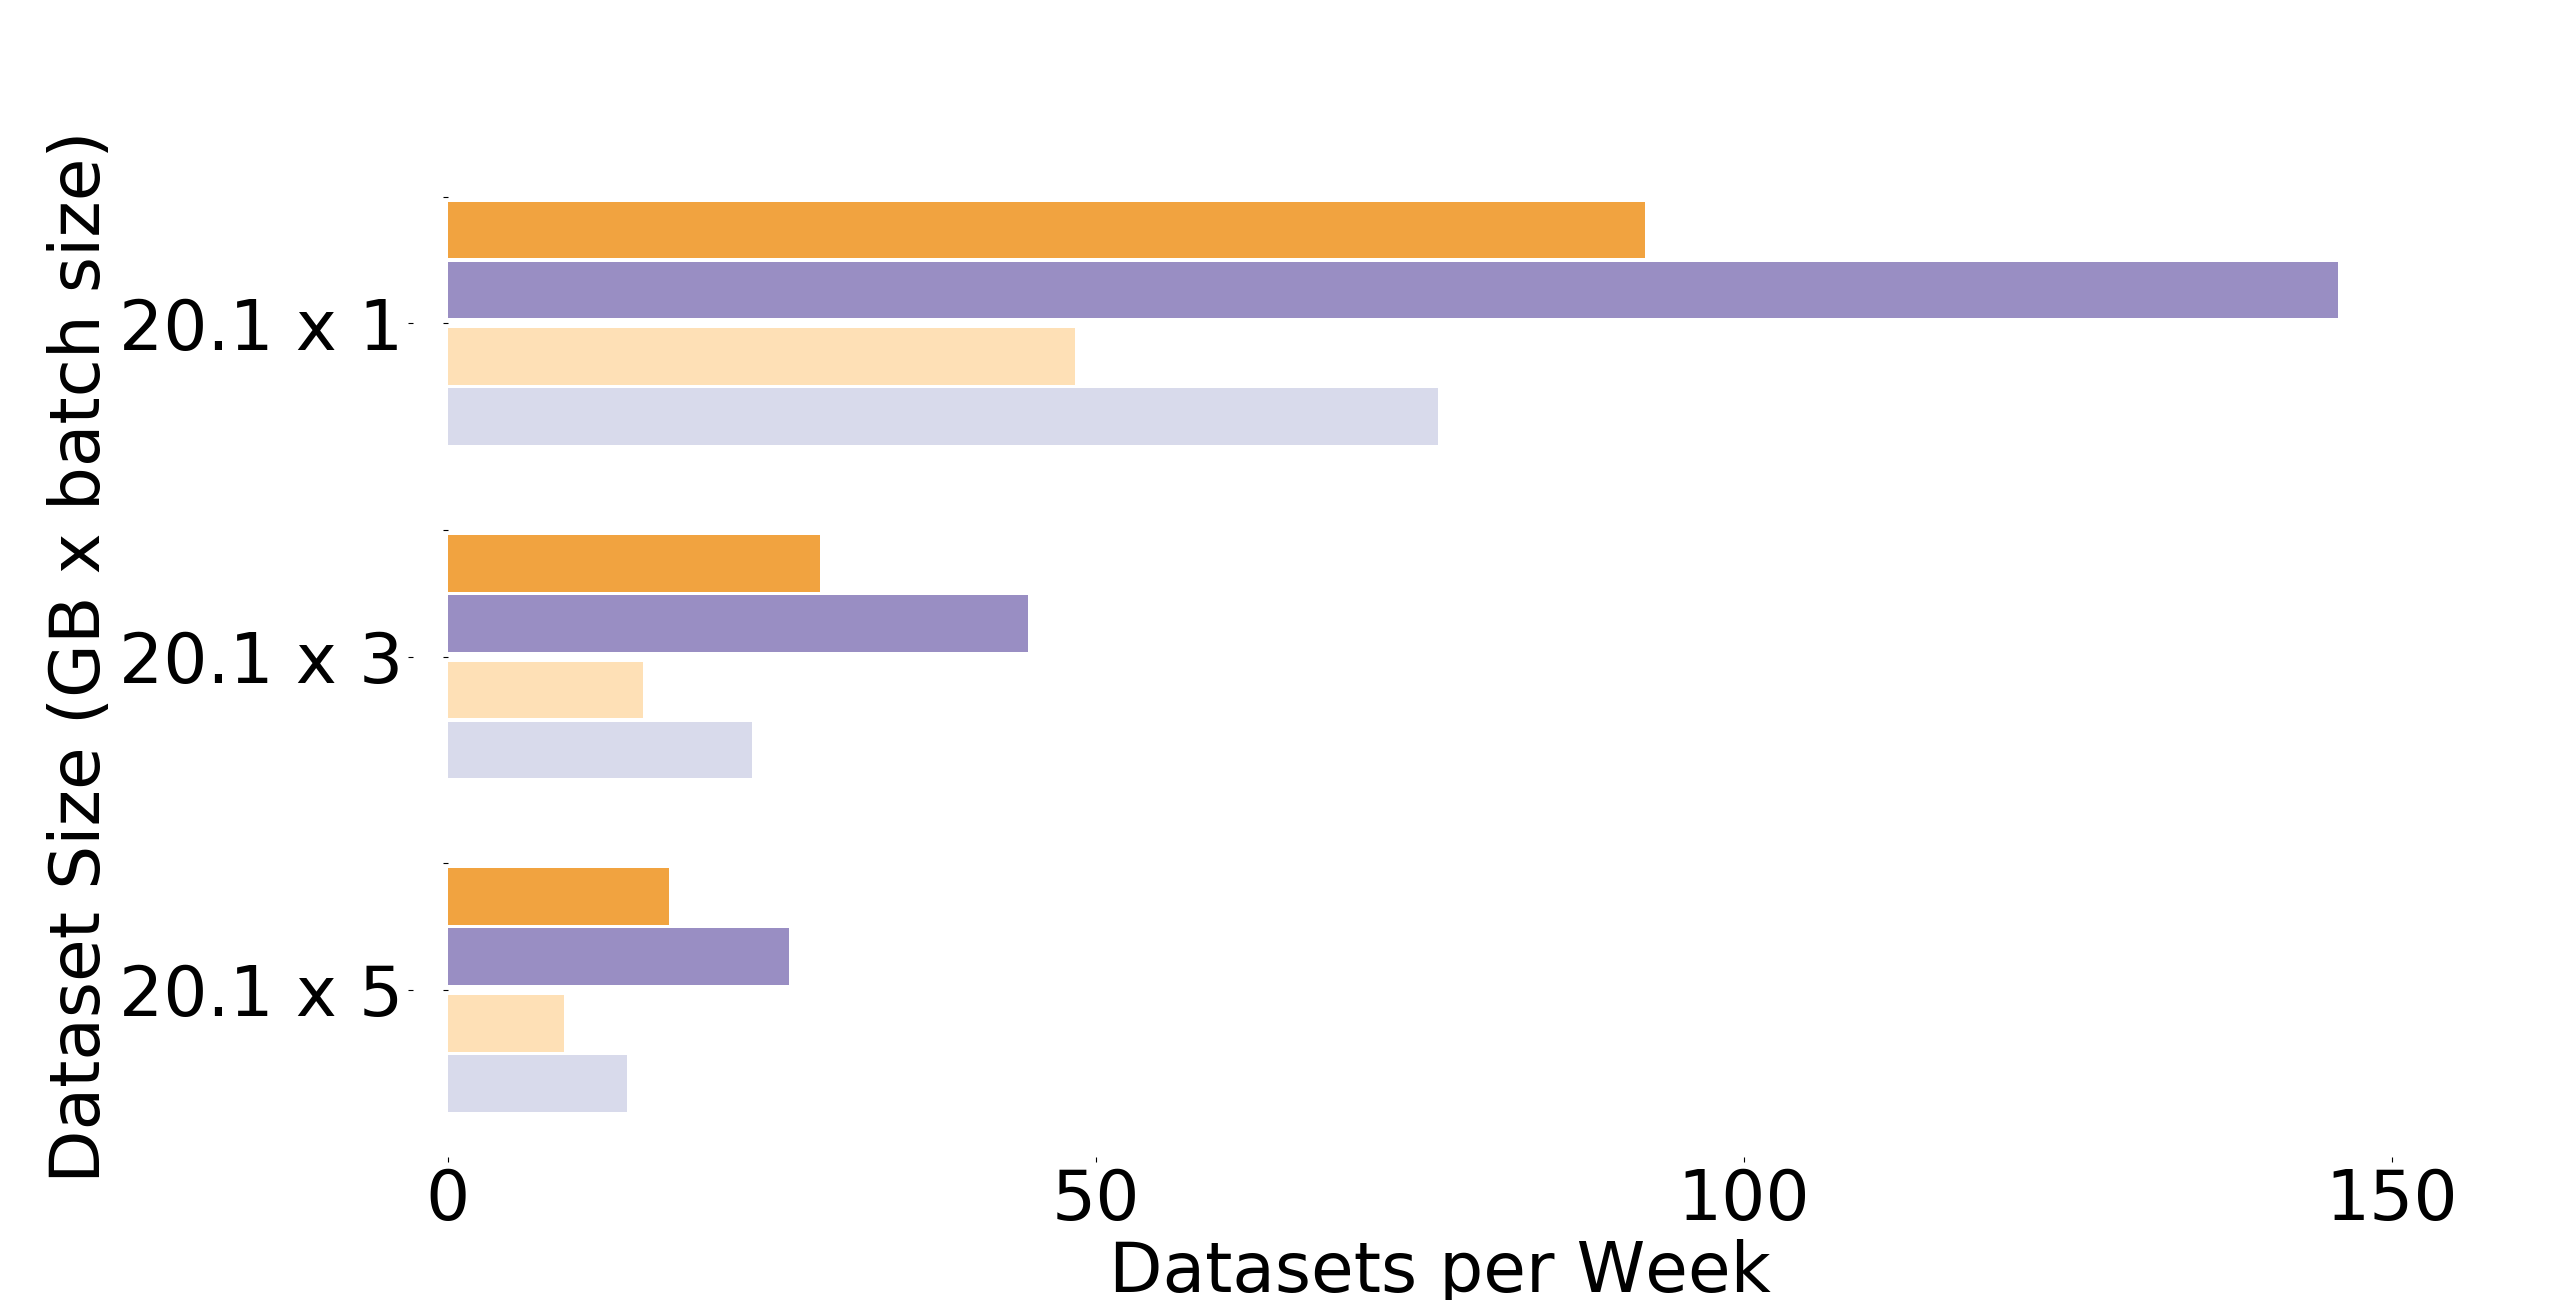 Dataset Size (GB x batch size)
20.1 x 1
20.1 x 3
20.1 x 5
0 50 100 150
Datasets per Week